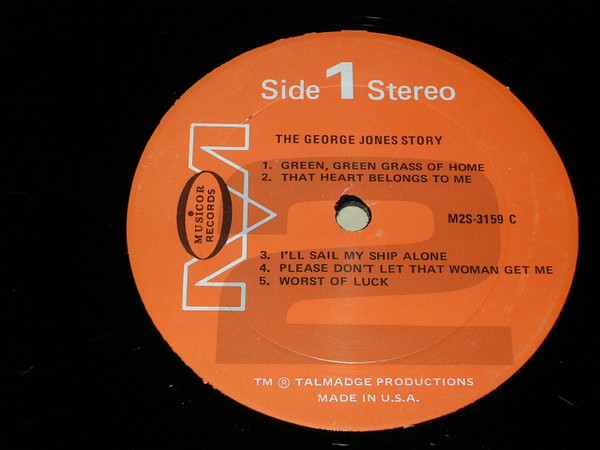 Side 1 Stereo
THE GEORGE JONES STORY
1. GREEN, GREEN GRASS OF HOME
2. THAT HEART BELONGS TO ME
MUSICOR
RECORDS
M2S-3159 C
3. I'LL SAIL MY SHIP ALONE
4. PLEASE DON'T LET THAT WOMAN GET ME
5. WORST OF LUCK
2
TM ® TALMADGE PRODUCTIONS
MADE IN U.S.A.